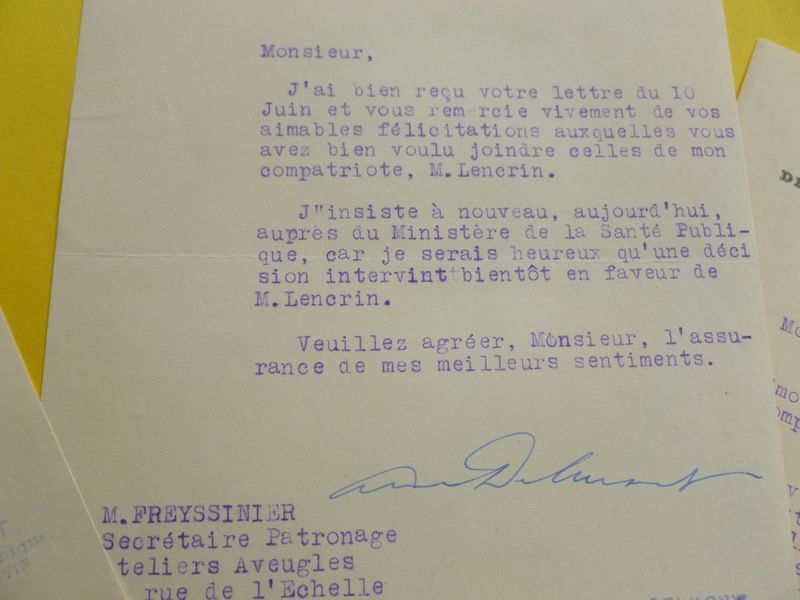 Monsieur,
J'ai bien reçu votre lettre du IO
Juin et vous rem rcie vivement de vos
aimables félicitations auxquelles vous
avez bien voulu joindre celles de mon
compatriote, M.Lencrin.
J"insiste à nouveau, aujourd'hui,
auprès du Ministère de la Santé Publi-
que, car je serais heureux qu'une déci
sion intervint bientôt en faveur de
M.Lencrin.
Veuillez agréer, Monsieur, l'assu-
rance de mes meilleurs sentiments.
M.FREYSSINIER
Secrétaire Patronage
teliers Aveugles
rue de l'Echelle